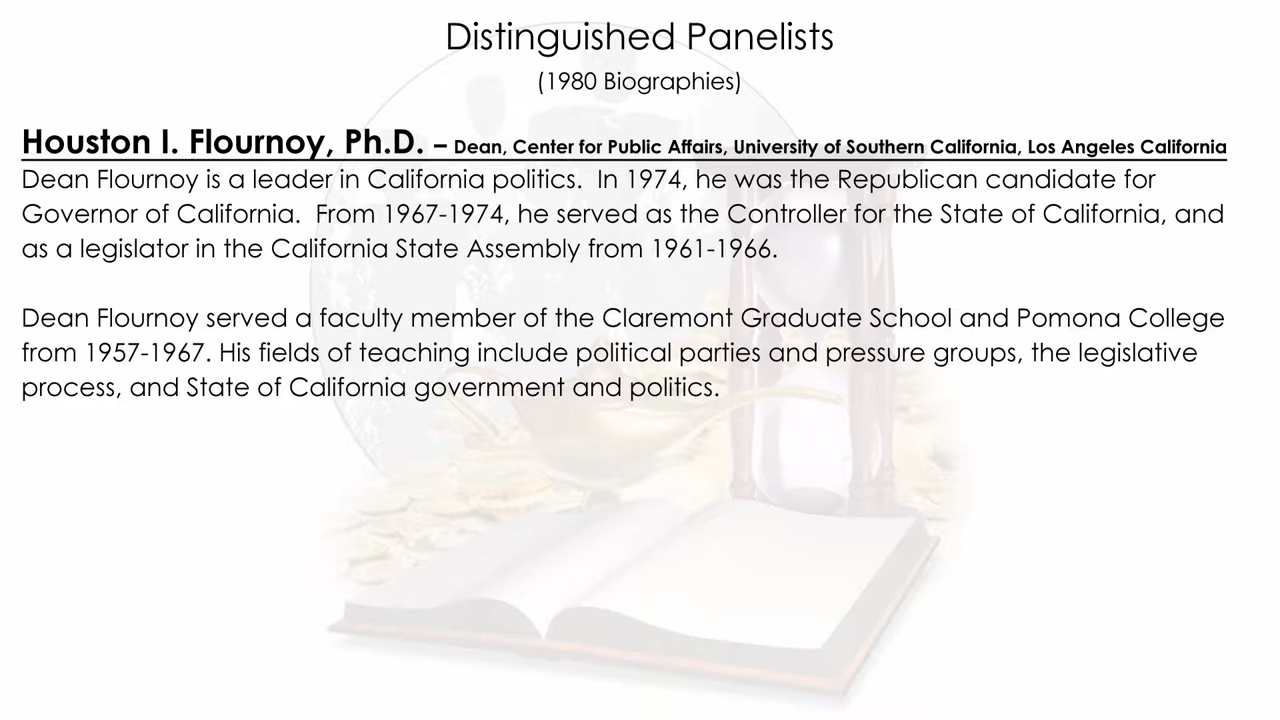 Distinguished Panelists
(1980 Biographies)
Houston I. Flournoy, Ph.D. – Dean, Center for Public Affairs, University of Southern California, Los Angeles California
Dean Flournoy is a leader in California politics.  In 1974, he was the Republican candidate for
Governor of California.  From 1967-1974, he served as the Controller for the State of California, and
as a legislator in the California State Assembly from 1961-1966.
Dean Flournoy served a faculty member of the Claremont Graduate School and Pomona College
from 1957-1967. His fields of teaching include political parties and pressure groups, the legislative
process, and State of California government and politics.